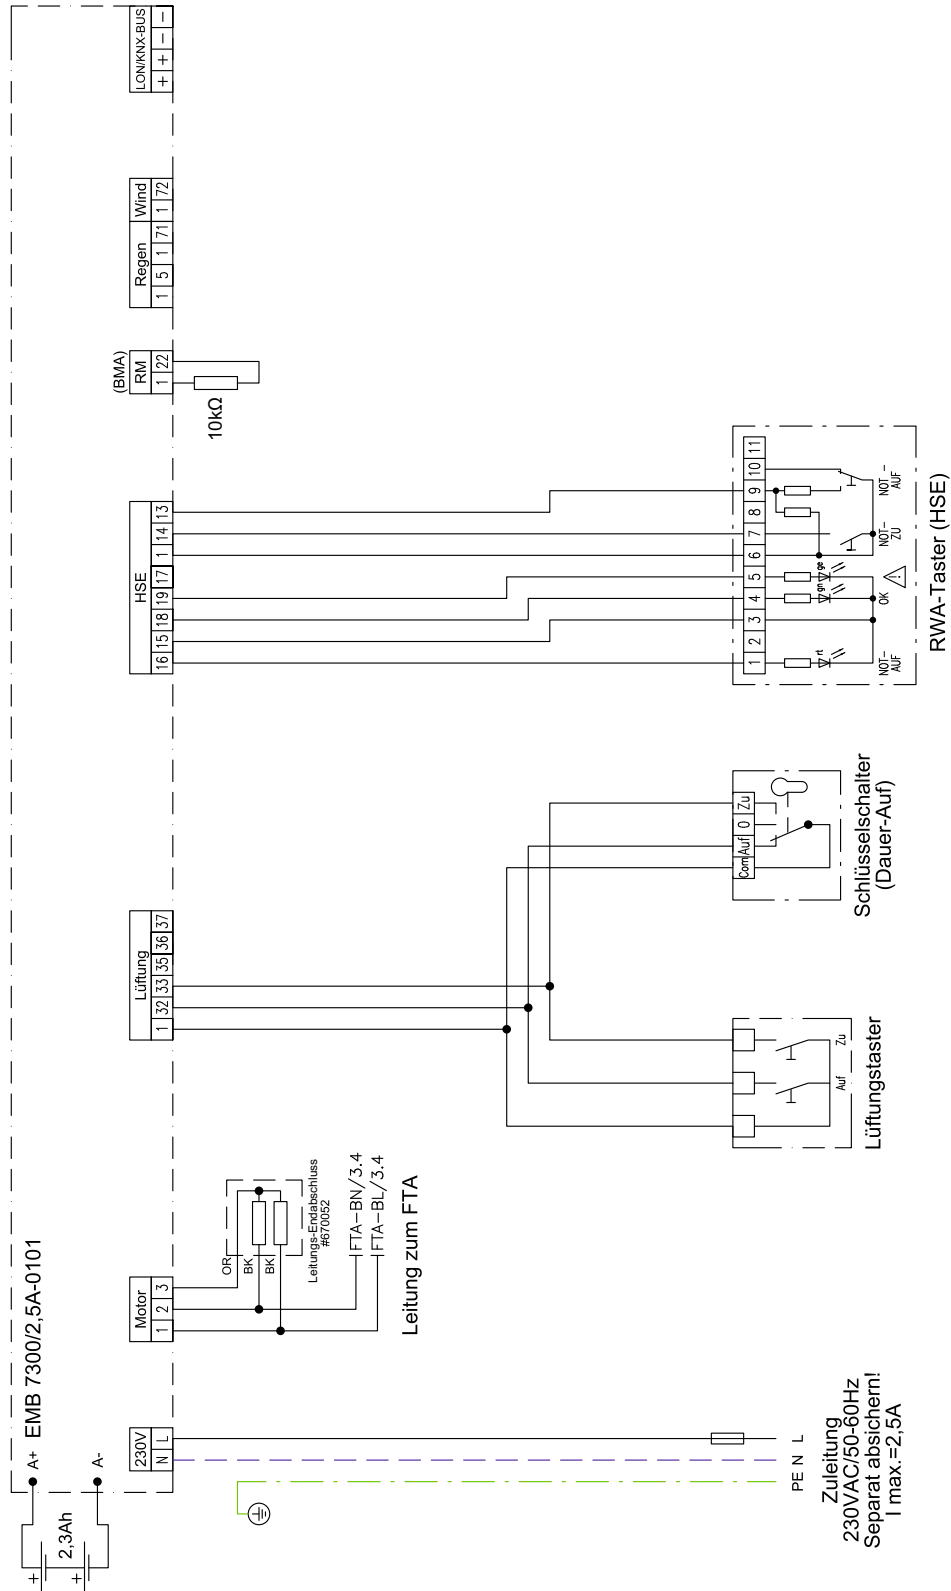 EMB 7300/2,5A-0101
A+
A-
+
+
2,3Ah
230V
N L
Motor
1 2 3
Lüftung
1 32 33 35 36 37
HSE
16 15 18 19 17 1 14 13
(BMA)
RM
1 22
10kΩ
Regen
1 5 1 71
Wind
1 72
LON/KNX-BUS
+ + − −
OR
BK
BK
Leitungs-Endabschluss
#670052
FTA-BN/3.4
FTA-BL/3.4
Leitung zum FTA
PE N L
Zuleitung
230VAC/50-60Hz
Separat absichern!
I max.=2,5A
Auf
Zu
Lüftungstaster
Com Auf 0 Zu
Schlüsselschalter
(Dauer-Auf)
1 2 3 4 5 6 7 8 9 10 11
rt
gn
ge
NOT-
AUF
OK
!
NOT-
ZU
NOT-
AUF
RWA-Taster (HSE)